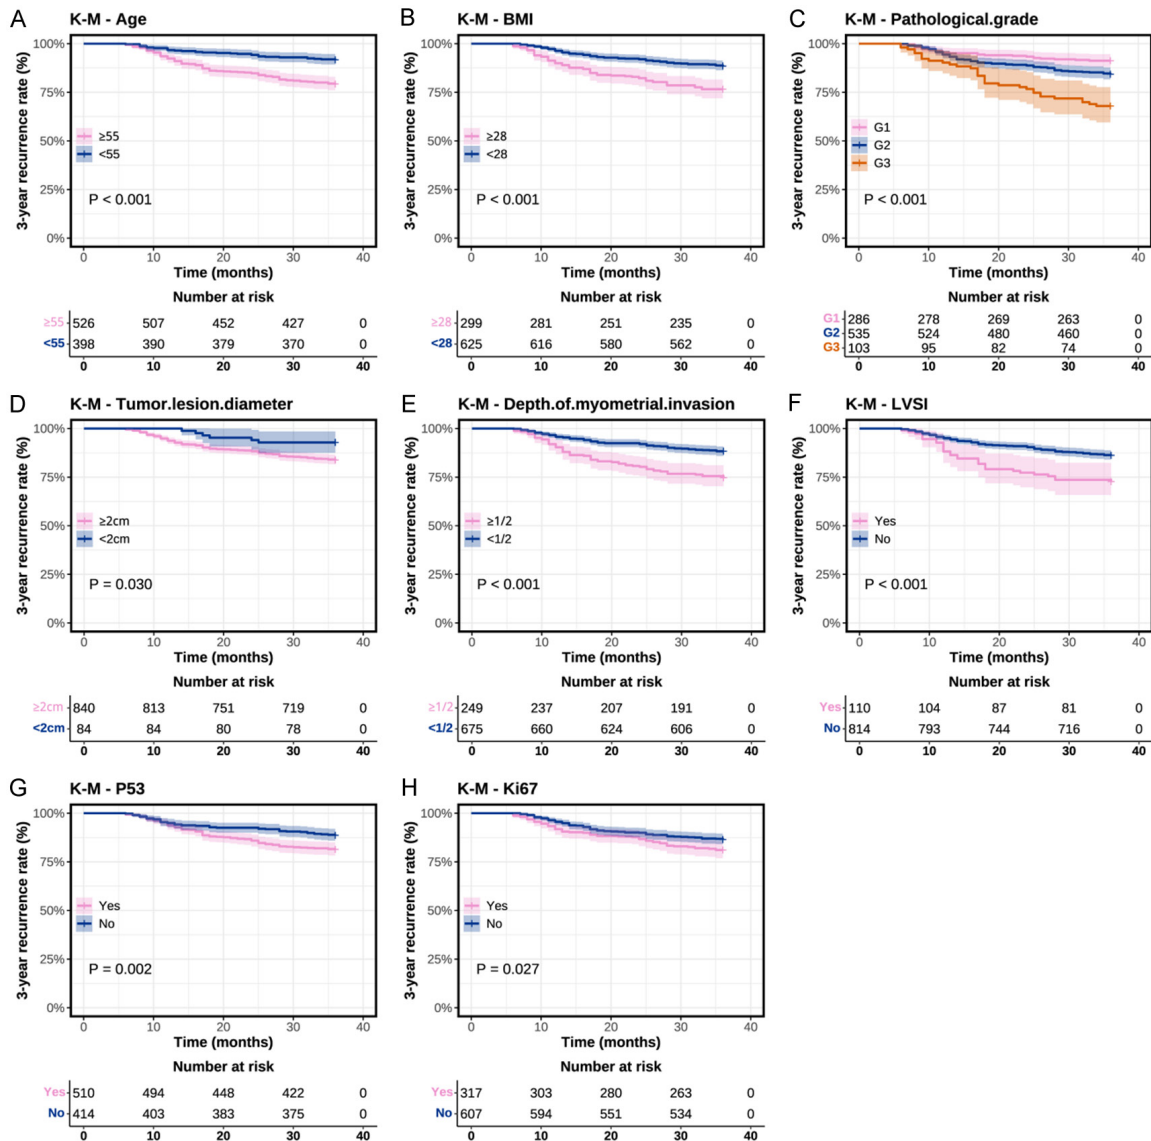 A
K-M - Age
3-year recurrence rate (%)
100%
75%
50%
25%
0%
≥55
<55
P < 0.001
0 10 20 30 40
Time (months)
Number at risk
≥55 526 507 452 427 0
<55 398 390 379 370 0
0 10 20 30 40
B
K-M - BMI
3-year recurrence rate (%)
100%
75%
50%
25%
0%
≥28
<28
P < 0.001
0 10 20 30 40
Time (months)
Number at risk
≥28 299 281 251 235 0
<28 625 616 580 562 0
0 10 20 30 40
C
K-M - Pathological.grade
3-year recurrence rate (%)
100%
75%
50%
25%
0%
G1
G2
G3
P < 0.001
0 10 20 30 40
Time (months)
Number at risk
G1 286 278 269 263 0
G2 535 524 480 460 0
G3 103 95 82 74 0
0 10 20 30 40
D
K-M - Tumor.lesion.diameter
3-year recurrence rate (%)
100%
75%
50%
25%
0%
≥2cm
<2cm
P = 0.030
0 10 20 30 40
Time (months)
Number at risk
≥2cm 840 813 751 719 0
<2cm 84 84 80 78 0
0 10 20 30 40
E
K-M - Depth.of.myometrial.invasion
3-year recurrence rate (%)
100%
75%
50%
25%
0%
≥1/2
<1/2
P < 0.001
0 10 20 30 40
Time (months)
Number at risk
≥1/2 249 237 207 191 0
<1/2 675 660 624 606 0
0 10 20 30 40
F
K-M - LVSI
3-year recurrence rate (%)
100%
75%
50%
25%
0%
Yes
No
P < 0.001
0 10 20 30 40
Time (months)
Number at risk
Yes 110 104 87 81 0
No 814 793 744 716 0
0 10 20 30 40
G
K-M - P53
3-year recurrence rate (%)
100%
75%
50%
25%
0%
Yes
No
P = 0.002
0 10 20 30 40
Time (months)
Number at risk
Yes 510 494 448 422 0
No 414 403 383 375 0
0 10 20 30 40
H
K-M - Ki67
3-year recurrence rate (%)
100%
75%
50%
25%
0%
Yes
No
P = 0.027
0 10 20 30 40
Time (months)
Number at risk
Yes 317 303 280 263 0
No 607 594 551 534 0
0 10 20 30 40